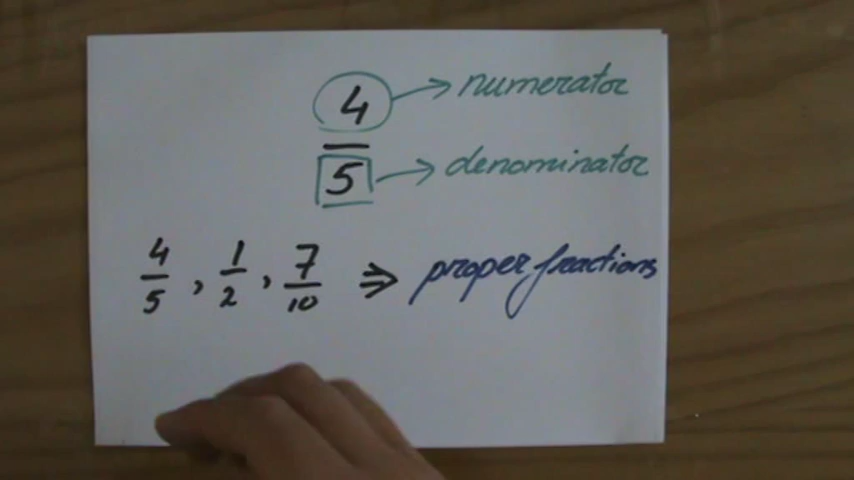 4/5 → numerator
→ denominator
4/5, 1/2, 7/10 ⇒ proper fractions